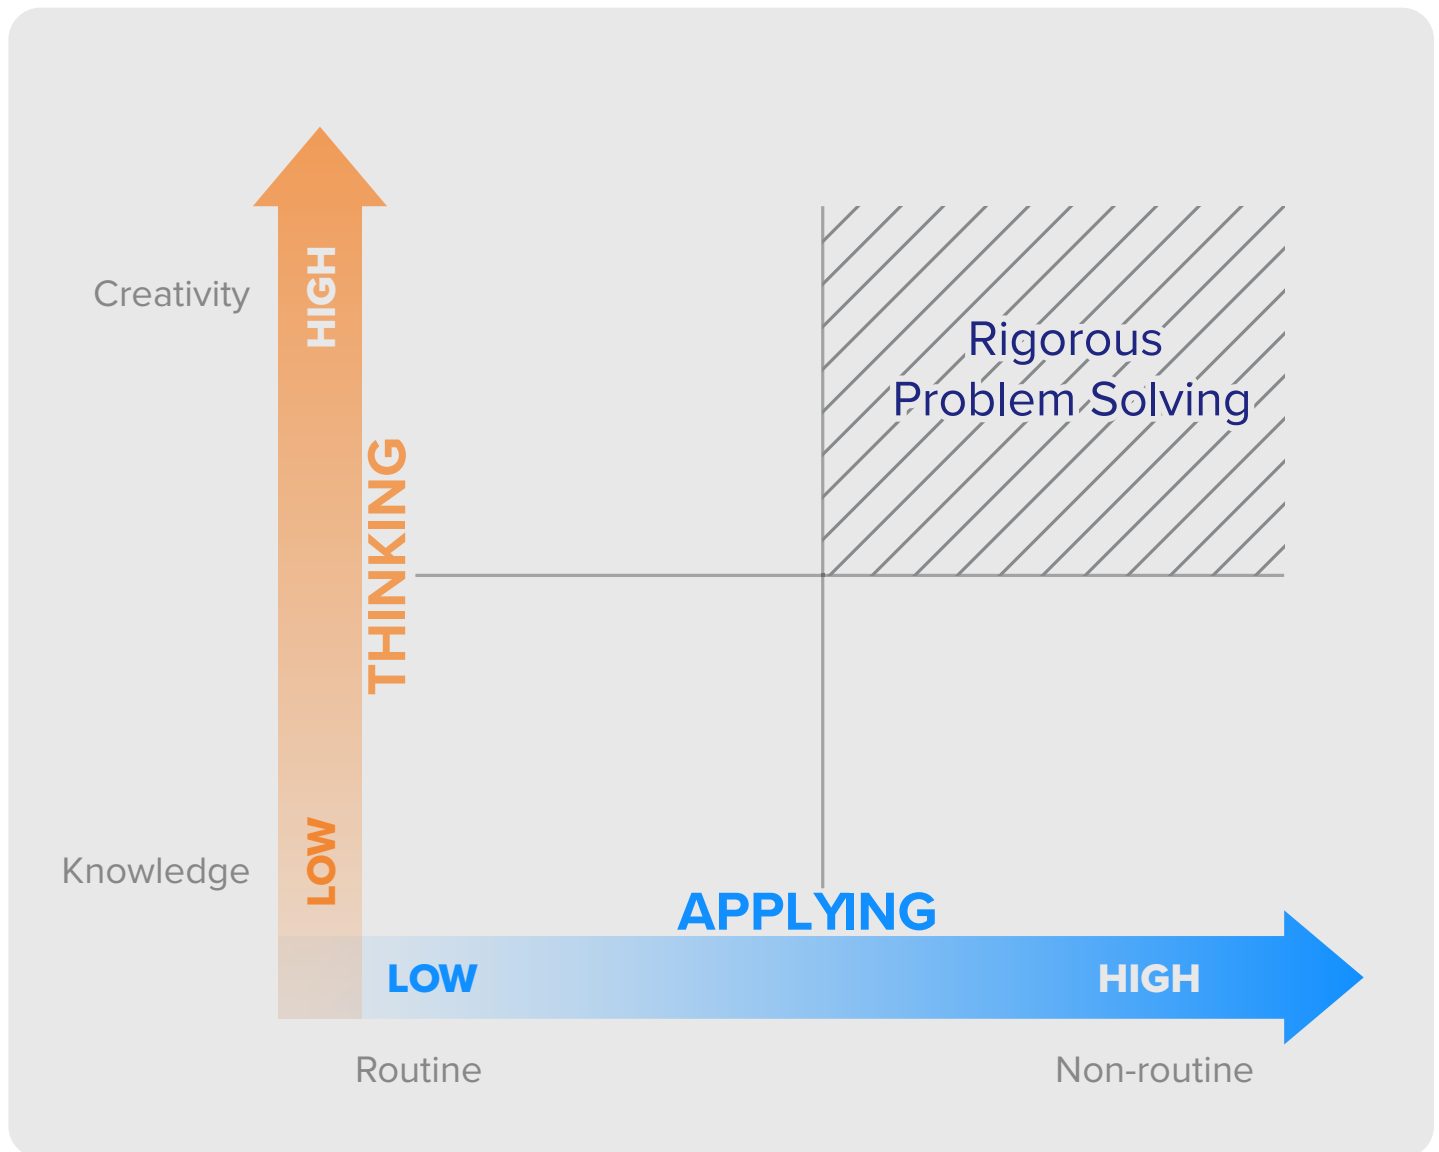 Creativity
HIGH
Rigorous
Problem Solving
THINKING
Knowledge
LOW
APPLYING
LOW
HIGH
Routine
Non-routine